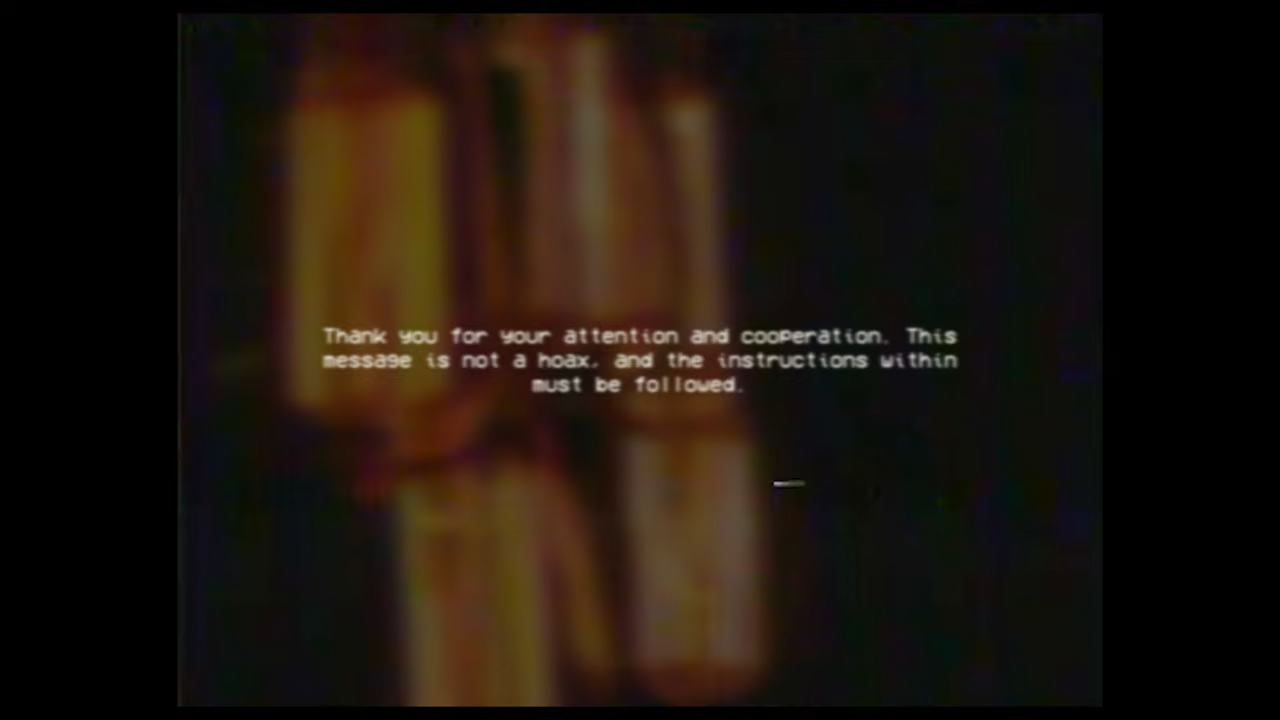 Thank you for your attention and cooperation. This
message is not a hoax, and the instructions within
must be followed.